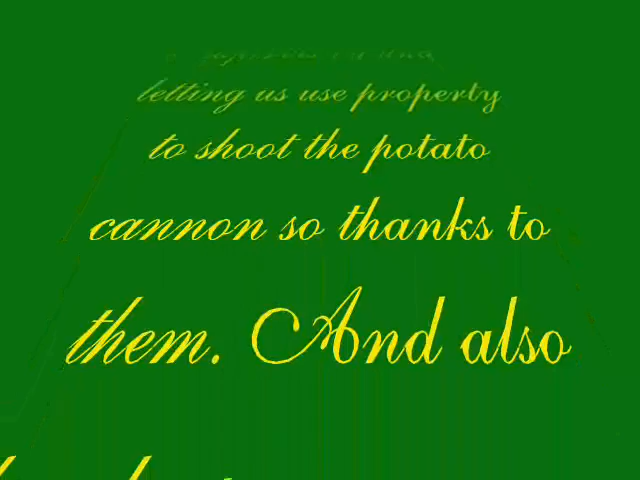 letting us use property
to shoot the potato
cannon so thanks to
them. And also